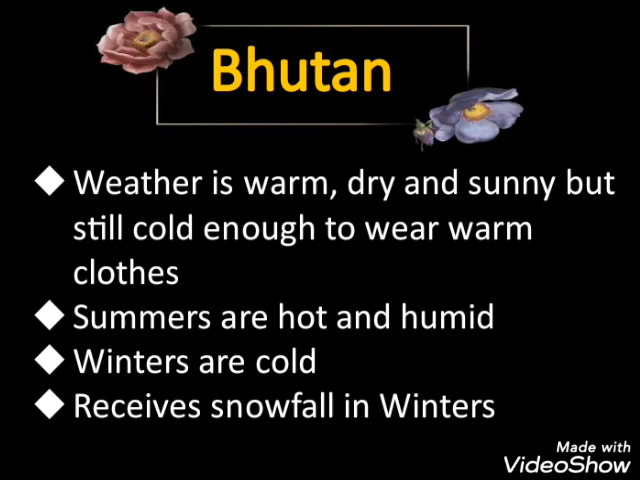 Bhutan
◆ Weather is warm, dry and sunny but
still cold enough to wear warm
clothes
◆ Summers are hot and humid
◆ Winters are cold
◆ Receives snowfall in Winters
Made with
VideoShow